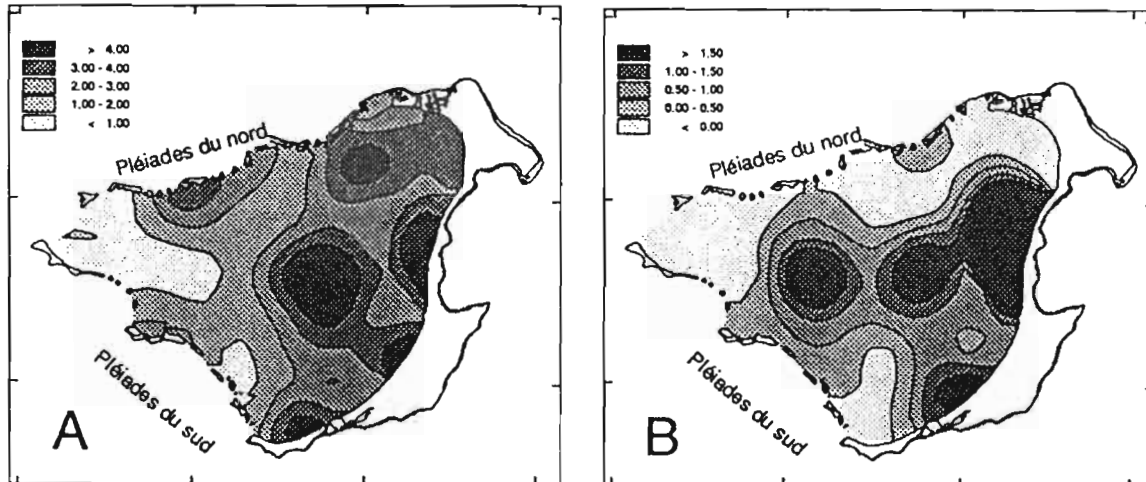 > 4.00
3.00 - 4.00
2.00 - 3.00
1.00 - 2.00
< 1.00
Pléiades du nord
Pléiades du sud
A
> 1.50
1.00 - 1.50
0.50 - 1.00
0.00 - 0.50
< 0.00
Pléiades du nord
Pléiades du sud
B